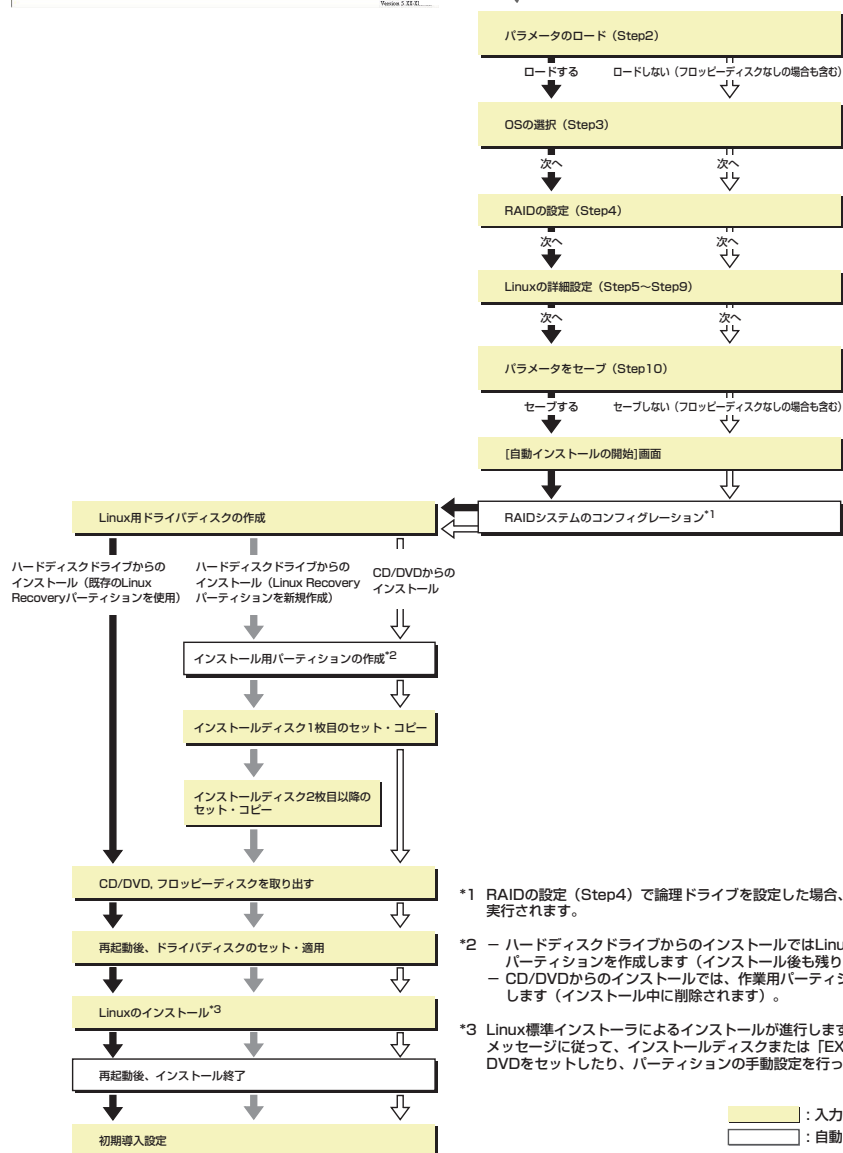 Version 5.XX-XI
パラメータのロード（Step2）
ロードする
ロードしない（フロッピーディスクなしの場合も含む）
OSの選択（Step3）
次へ
次へ
RAIDの設定（Step4）
次へ
次へ
Linuxの詳細設定（Step5～Step9）
次へ
次へ
パラメータをセーブ（Step10）
セーブする
セーブしない（フロッピーディスクなしの場合も含む）
[自動インストールの開始]画面
RAIDシステムのコンフィグレーション*1
Linux用ドライバディスクの作成
ハードディスクドライブからの
インストール（既存のLinux
Recoveryパーティションを使用）
ハードディスクドライブからの
インストール（Linux Recovery
パーティションを新規作成）
CD/DVDからの
インストール
インストール用パーティションの作成*2
インストールディスク1枚目のセット・コピー
インストールディスク2枚目以降の
セット・コピー
CD/DVD, フロッピーディスクを取り出す
再起動後、ドライバディスクのセット・適用
Linuxのインストール*3
再起動後、インストール終了
初期導入設定
*1 RAIDの設定（Step4）で論理ドライブを設定した場合、
実行されます。
*2 － ハードディスクドライブからのインストールではLinu
パーティションを作成します（インストール後も残り
－ CD/DVDからのインストールでは、作業用パーティシ
します（インストール中に削除されます）。
*3 Linux標準インストーラによるインストールが進行します
メッセージに従って、インストールディスクまたは「EX
DVDをセットしたり、パーティションの手動設定を行っ
：入力
：自動